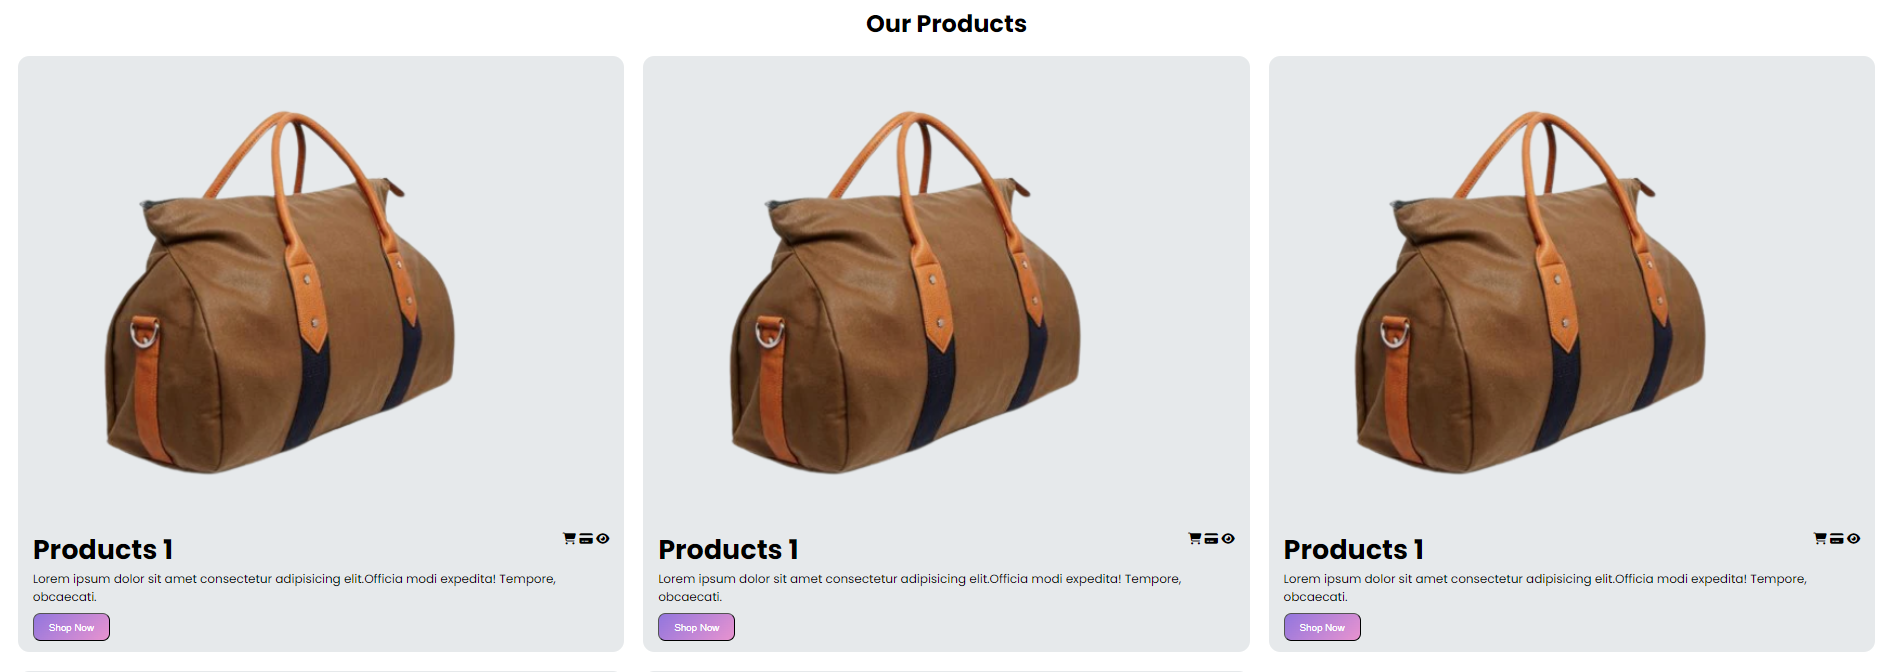 Our Products
Products 1
Lorem ipsum dolor sit amet consectetur adipisicing elit.Officia modi expedita! Tempore,
obcaecati.
Shop Now
Products 1
Lorem ipsum dolor sit amet consectetur adipisicing elit.Officia modi expedita! Tempore,
obcaecati.
Shop Now
Products 1
Lorem ipsum dolor sit amet consectetur adipisicing elit.Officia modi expedita! Tempore,
obcaecati.
Shop Now